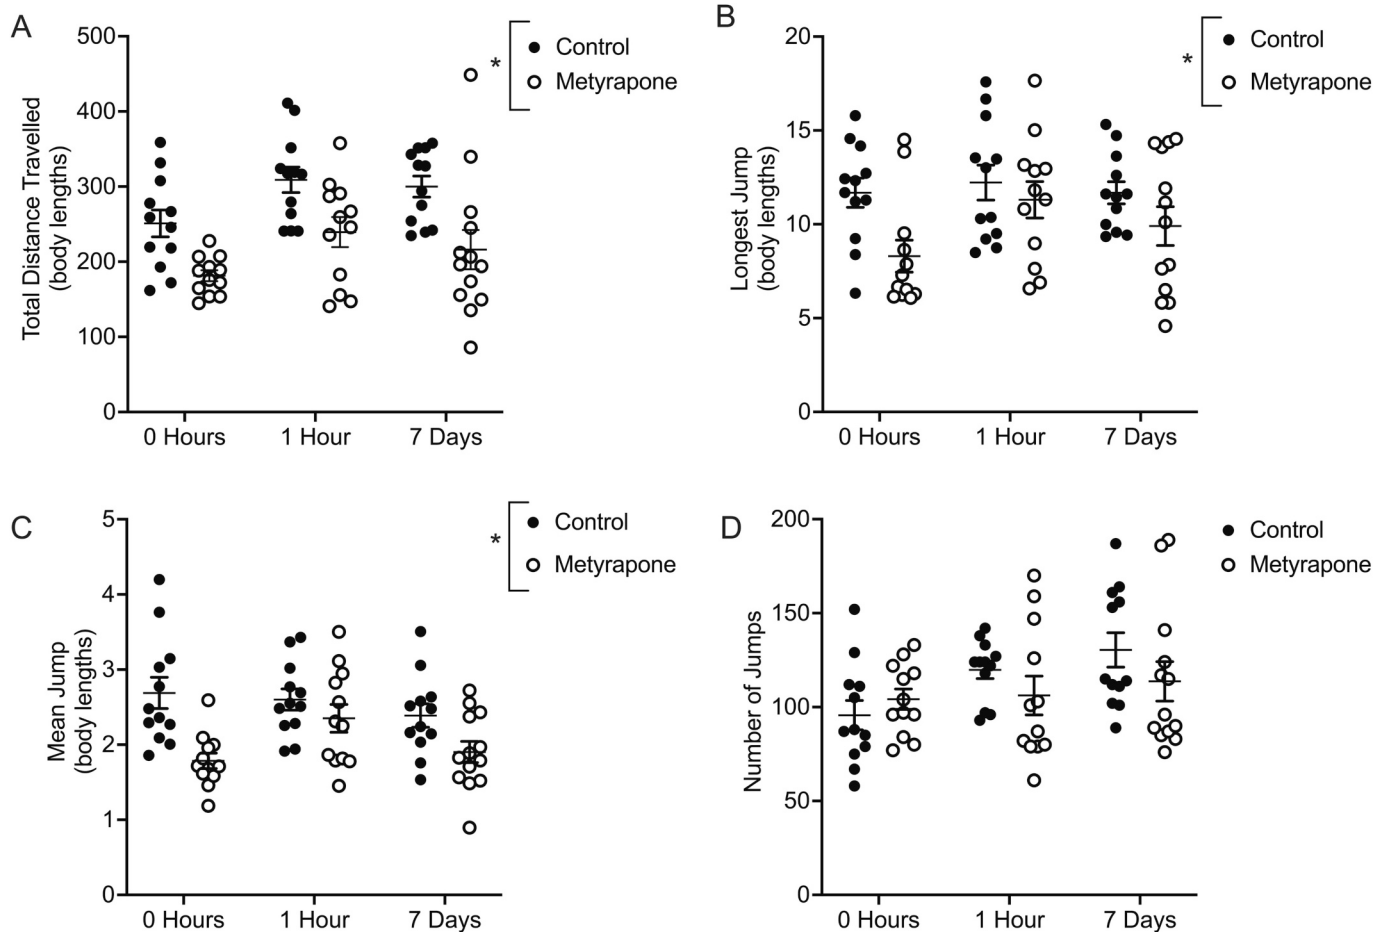 A
Total Distance Travelled
(body lengths)
500
400
300
200
100
0
0 Hours
1 Hour
7 Days
*
Control
Metyrapone
B
Longest Jump
(body lengths)
20
15
10
5
0
0 Hours
1 Hour
7 Days
*
Control
Metyrapone
C
Mean Jump
(body lengths)
5
4
3
2
1
0
0 Hours
1 Hour
7 Days
*
Control
Metyrapone
D
Number of Jumps
200
150
100
50
0
0 Hours
1 Hour
7 Days
Control
Metyrapone